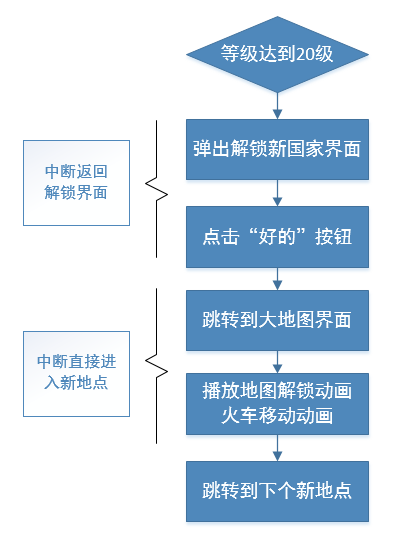 等级达到20级
弹出解锁新国家界面
中断返回
解锁界面
点击“好的”按钮
跳转到大地图界面
中断直接进
入新地点
播放地图解锁动画
火车移动动画
跳转到下个新地点